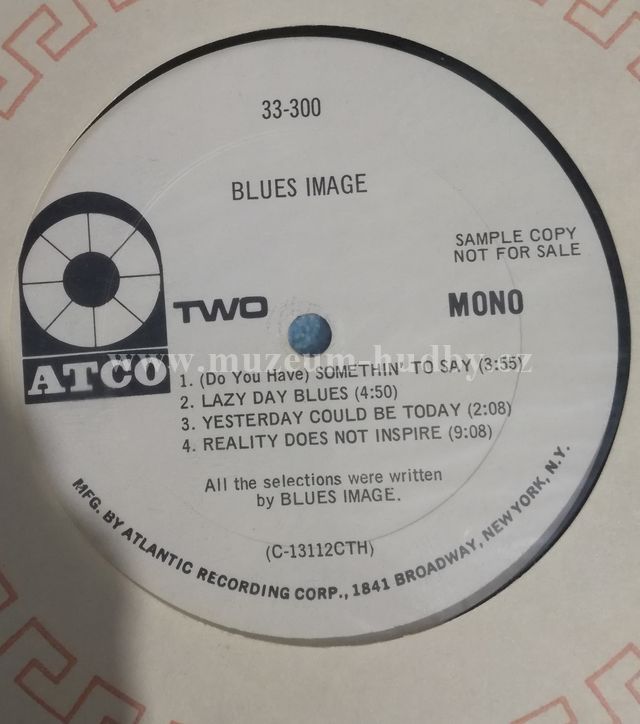 33-300
BLUES IMAGE
SAMPLE COPY
NOT FOR SALE
TWO
MONO
ATCO
www.muzeum-hudby.cz
1. (Do You Have) SOMETHIN' TO SAY (3:55)
2. LAZY DAY BLUES (4:50)
3. YESTERDAY COULD BE TODAY (2:08)
4. REALITY DOES NOT INSPIRE (9:08)
All the selections were written
by BLUES IMAGE.
(C-13112CTH)
MFG. BY ATLANTIC RECORDING CORP., 1841 BROADWAY, NEW YORK, N.Y.